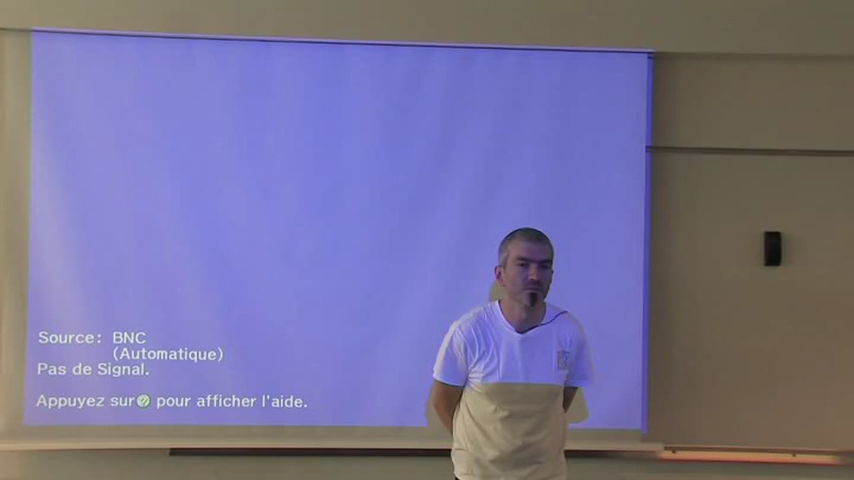 Source: BNC
(Automatique)
Pas de Signal.
Appuyez sur pour afficher l'aide.